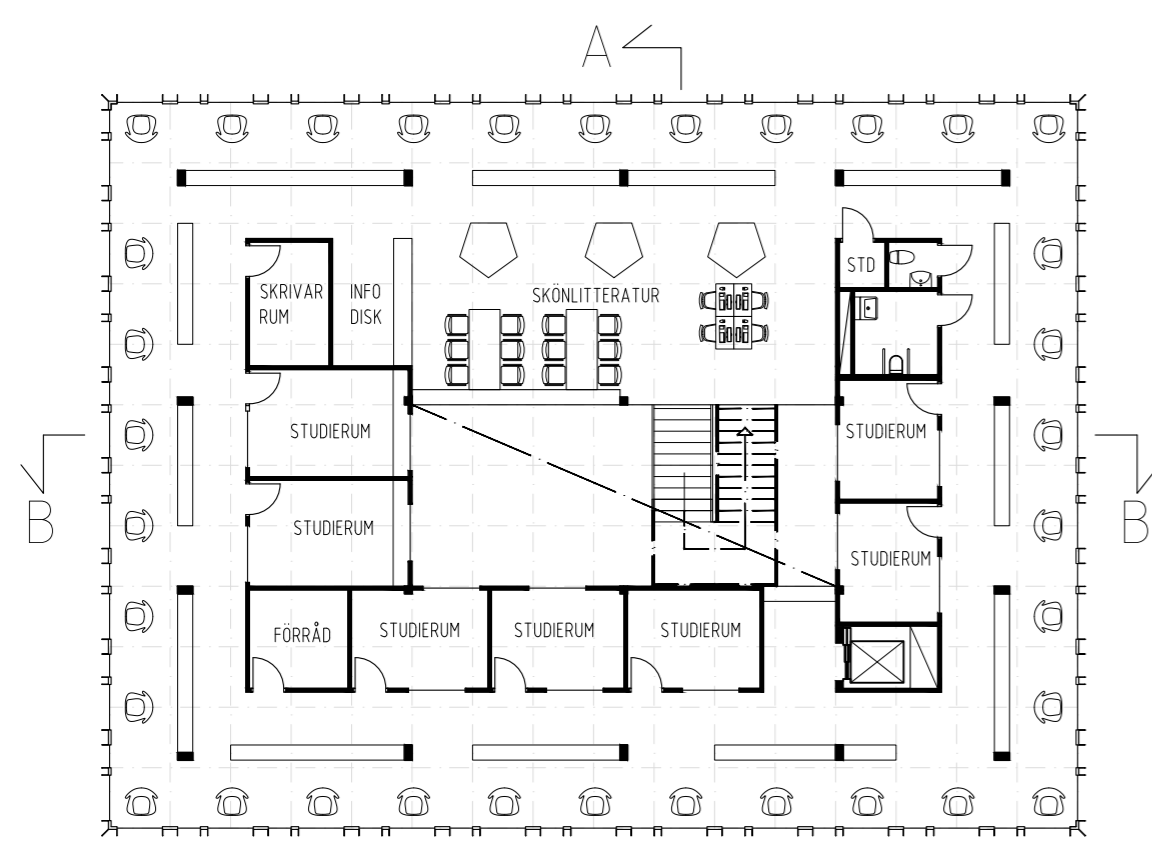 A
STD
SKRIVAR
RUM
INFO
DISK
SKÖNLITTERATUR
STUDIERUM
STUDIERUM
B
B
STUDIERUM
STUDIERUM
FÖRRÅD
STUDIERUM
STUDIERUM
STUDIERUM